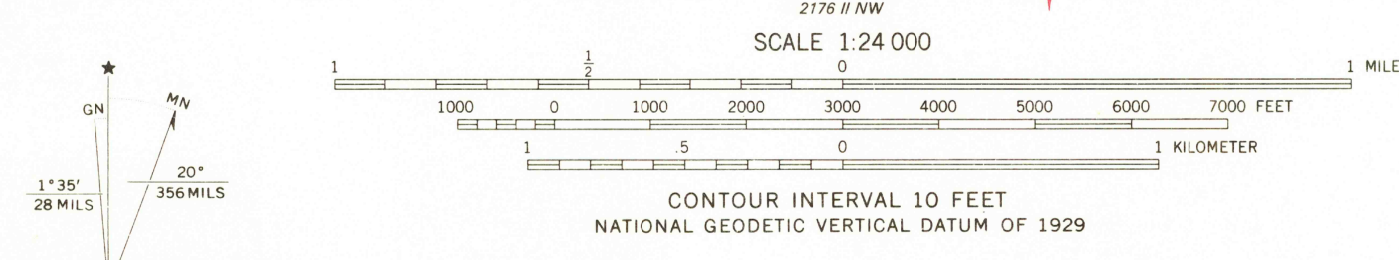 2176 II NW
SCALE 1:24 000
1 1/2 0 1 MILE
1000 0 1000 2000 3000 4000 5000 6000 7000 FEET
1 .5 0 1 KILOMETER
CONTOUR INTERVAL 10 FEET
NATIONAL GEODETIC VERTICAL DATUM OF 1929
★
GN MN
1°35′ 20°
28 MILS 356 MILS